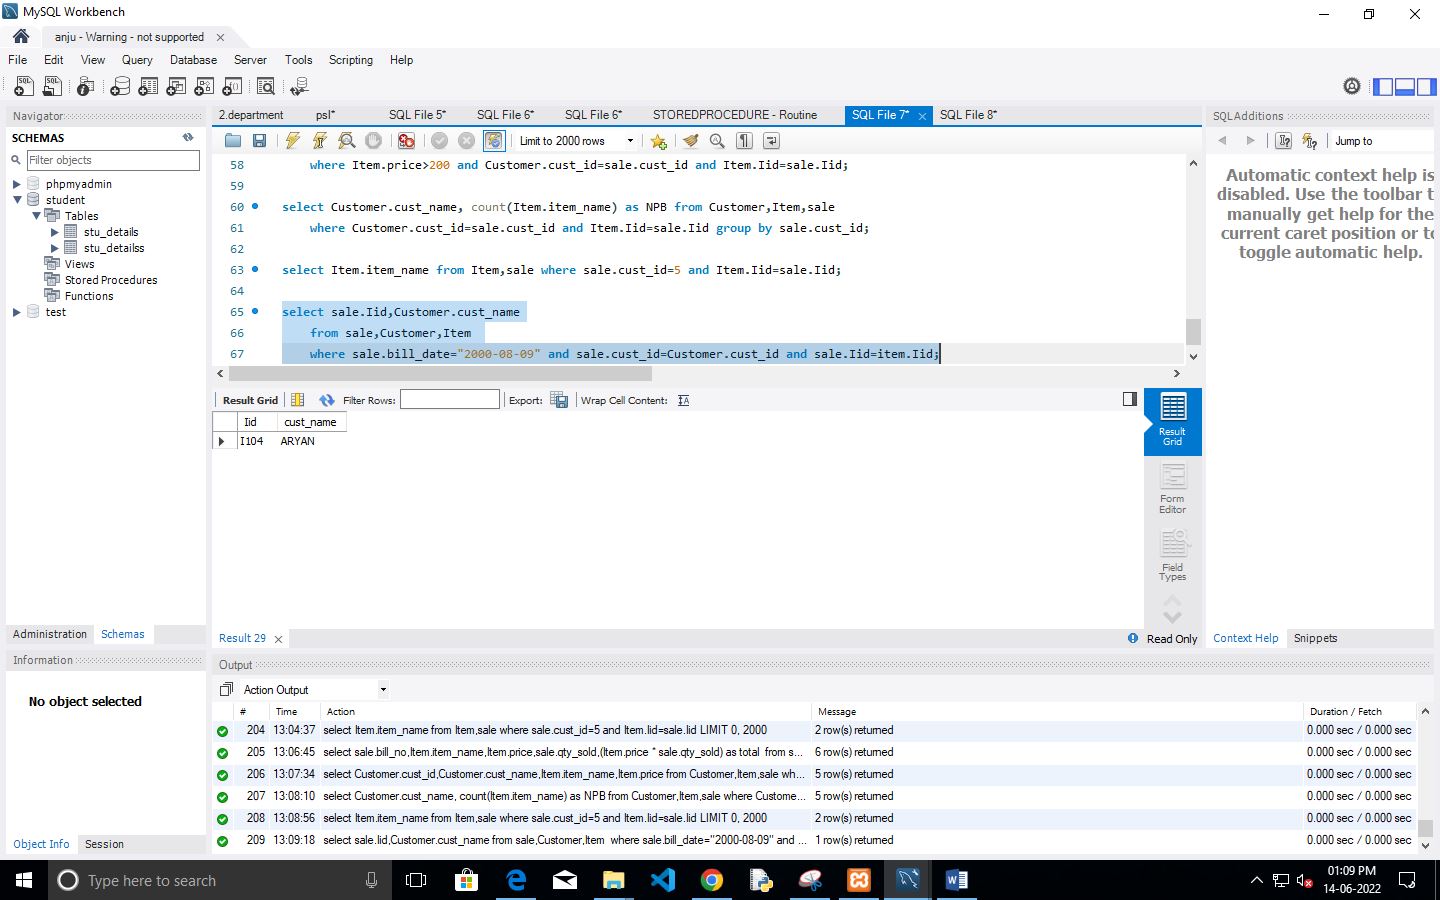 MySQL Workbench
anju - Warning - not supported
File Edit View Query Database Server Tools Scripting Help
Navigator
SCHEMAS
Filter objects
phpmyadmin
student
Tables
stu_details
stu_detailss
Views
Stored Procedures
Functions
test
Administration Schemas
Information
No object selected
Object Info Session
2.department psl* SQL File 5* SQL File 6* SQL File 6* STOREDPROCEDURE - Routine SQL File 7* SQL File 8*
Limit to 2000 rows
58 where Item.price>200 and Customer.cust_id=sale.cust_id and Item.Iid=sale.Iid;
59
60 select Customer.cust_name, count(Item.item_name) as NPB from Customer,Item,sale
61 where Customer.cust_id=sale.cust_id and Item.Iid=sale.Iid group by sale.cust_id;
62
63 select Item.item_name from Item,sale where sale.cust_id=5 and Item.Iid=sale.Iid;
64
65 select sale.Iid,Customer.cust_name
66 from sale,Customer,Item
67 where sale.bill_date="2000-08-09" and sale.cust_id=Customer.cust_id and sale.Iid=item.Iid;
Result Grid Filter Rows: Export: Wrap Cell Content:
Iid cust_name
I104 ARYAN
Result Grid
Form Editor
Field Types
Result 29
Read Only
SQLAdditions
Jump to
Automatic context help is
disabled. Use the toolbar t
manually get help for the
current caret position or to
toggle automatic help.
Context Help Snippets
Output
Action Output
# Time Action Message Duration / Fetch
204 13:04:37 select Item.item_name from Item,sale where sale.cust_id=5 and Item.Iid=sale.Iid LIMIT 0, 2000 2 row(s) returned 0.000 sec / 0.000 sec
205 13:06:45 select sale.bill_no,Item.item_name,Item.price,sale.qty_sold,(Item.price * sale.qty_sold) as total from s... 6 row(s) returned 0.000 sec / 0.000 sec
206 13:07:34 select Customer.cust_id,Customer.cust_name,Item.item_name,Item.price from Customer,Item,sale wh... 5 row(s) returned 0.000 sec / 0.000 sec
207 13:08:10 select Customer.cust_name, count(Item.item_name) as NPB from Customer,Item,sale where Custome... 5 row(s) returned 0.000 sec / 0.000 sec
208 13:08:56 select Item.item_name from Item,sale where sale.cust_id=5 and Item.Iid=sale.Iid LIMIT 0, 2000 2 row(s) returned 0.000 sec / 0.000 sec
209 13:09:18 select sale.Iid,Customer.cust_name from sale,Customer,Item where sale.bill_date="2000-08-09" and ... 1 row(s) returned 0.000 sec / 0.000 sec
Type here to search
01:09 PM
14-06-2022